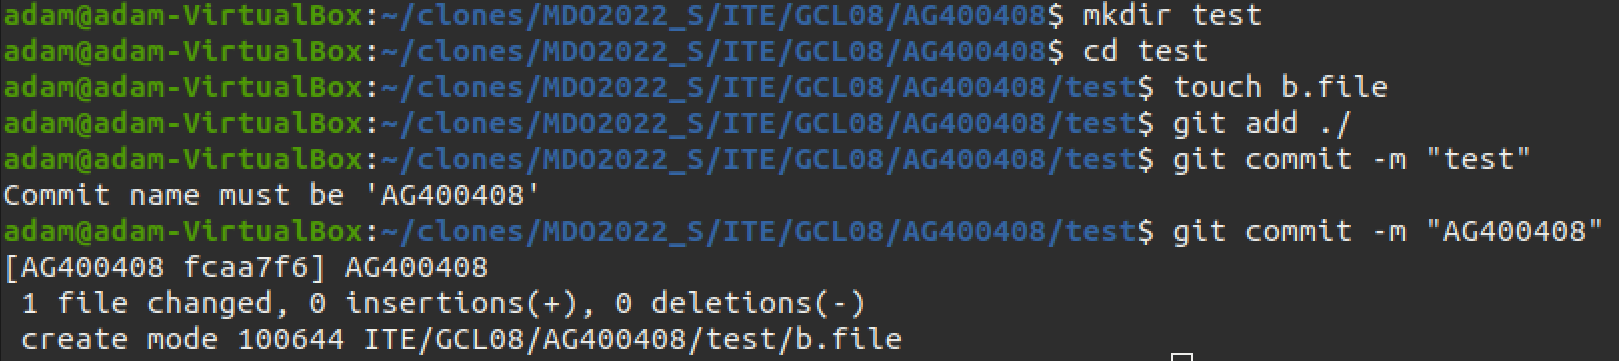 adam@adam-VirtualBox:~/clones/MDO2022_S/ITE/GCL08/AG400408$ mkdir test
adam@adam-VirtualBox:~/clones/MDO2022_S/ITE/GCL08/AG400408$ cd test
adam@adam-VirtualBox:~/clones/MDO2022_S/ITE/GCL08/AG400408/test$ touch b.file
adam@adam-VirtualBox:~/clones/MDO2022_S/ITE/GCL08/AG400408/test$ git add ./
adam@adam-VirtualBox:~/clones/MDO2022_S/ITE/GCL08/AG400408/test$ git commit -m "test"
Commit name must be 'AG400408'
adam@adam-VirtualBox:~/clones/MDO2022_S/ITE/GCL08/AG400408/test$ git commit -m "AG400408"
[AG400408 fcaa7f6] AG400408
 1 file changed, 0 insertions(+), 0 deletions(-)
 create mode 100644 ITE/GCL08/AG400408/test/b.file